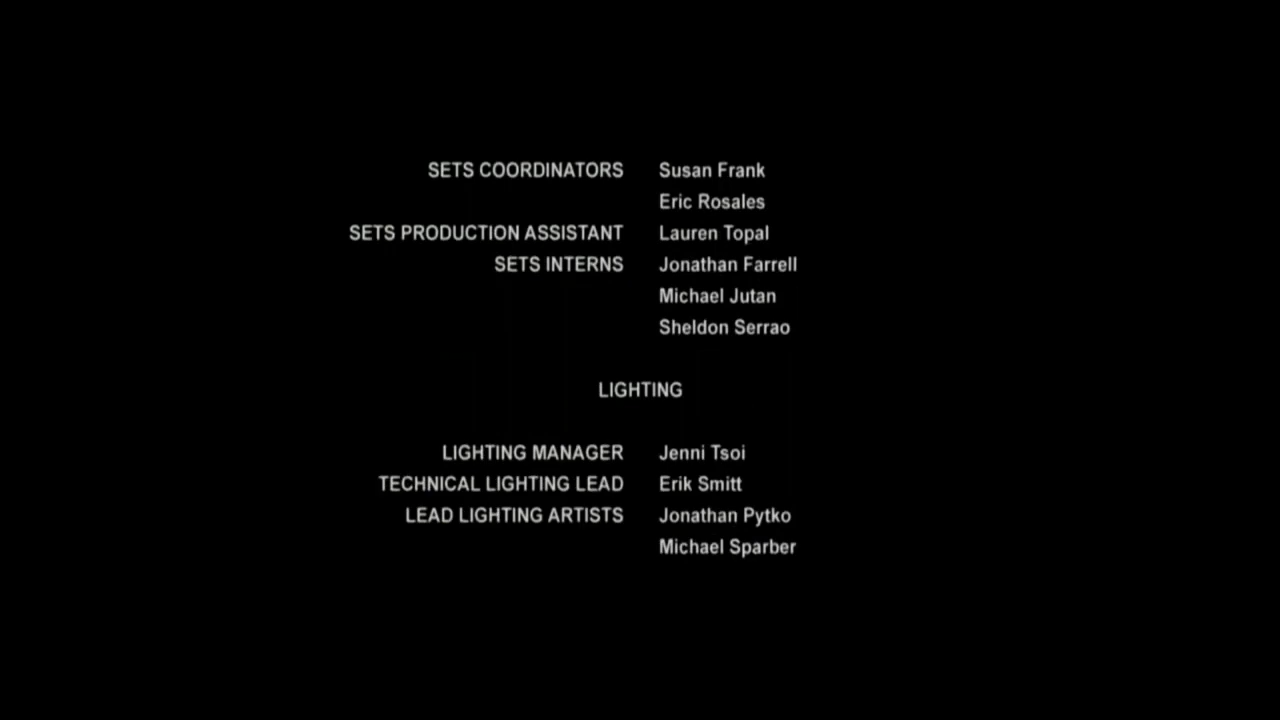 SETS COORDINATORS Susan Frank
Eric Rosales
SETS PRODUCTION ASSISTANT Lauren Topal
SETS INTERNS Jonathan Farrell
Michael Jutan
Sheldon Serrao
LIGHTING
LIGHTING MANAGER Jenni Tsoi
TECHNICAL LIGHTING LEAD Erik Smitt
LEAD LIGHTING ARTISTS Jonathan Pytko
Michael Sparber